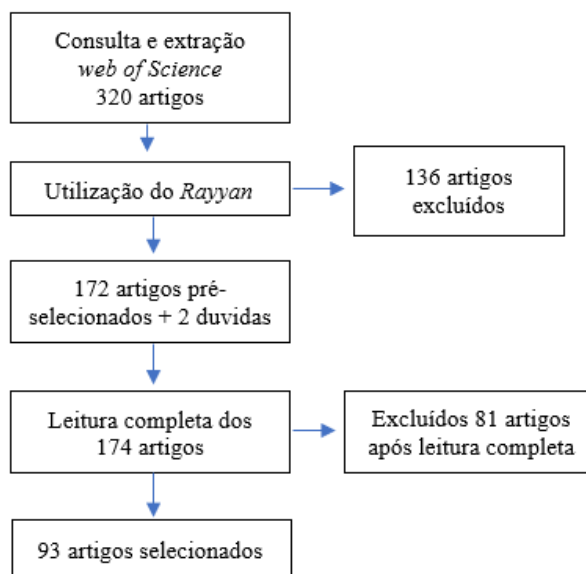 Consulta e extração
web of Science
320 artigos
Utilização do Rayyan
136 artigos
excluídos
172 artigos pré-
selecionados + 2 duvidas
Leitura completa dos
174 artigos
Excluídos 81 artigos
após leitura completa
93 artigos selecionados